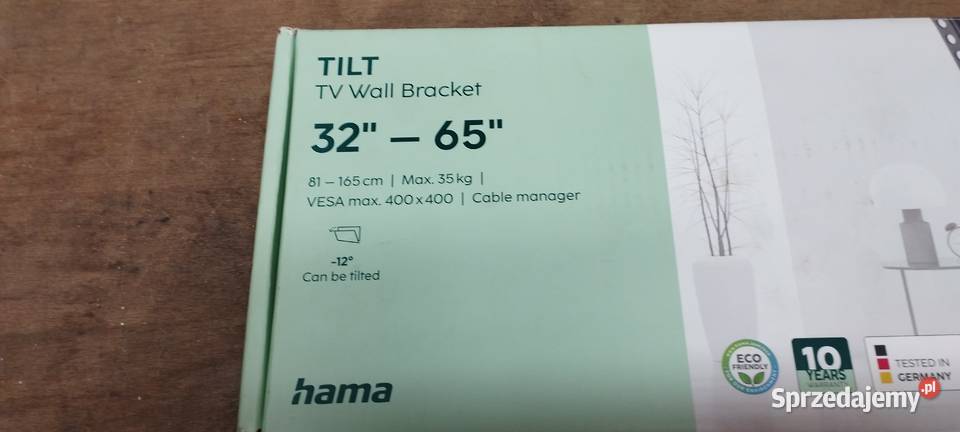 TILT
TV Wall Bracket
32" — 65"
81 – 165 cm | Max. 35 kg |
VESA max. 400 x 400 | Cable manager
-12°
Can be tilted
hama
ECO
FRIENDLY
10
YEARS
WARRANTY
TESTED IN
GERMANY
Sprzedajemy.pl